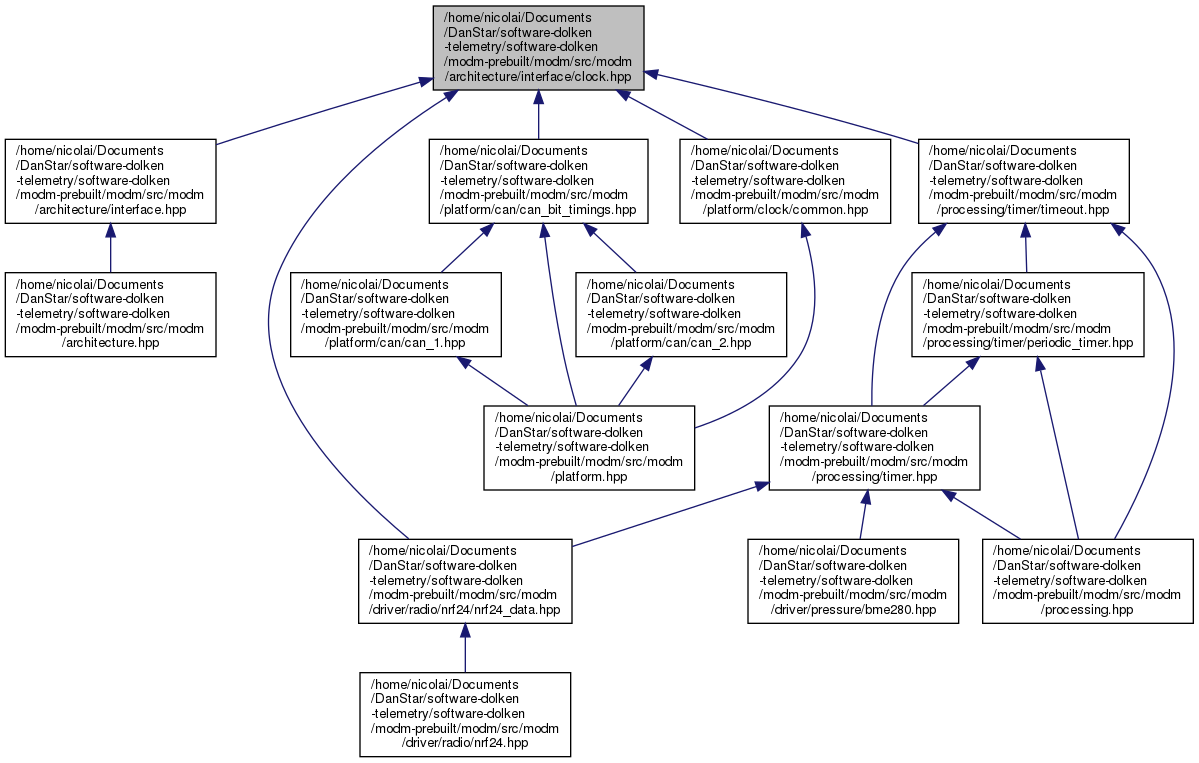 /home/nicolai/Documents
/DanStar/software-dolken
-telemetry/software-dolken
/modm-prebuilt/modm/src/modm
/architecture/interface/clock.hpp
/home/nicolai/Documents
/DanStar/software-dolken
-telemetry/software-dolken
/modm-prebuilt/modm/src/modm
/architecture/interface.hpp
/home/nicolai/Documents
/DanStar/software-dolken
-telemetry/software-dolken
/modm-prebuilt/modm/src/modm
/platform/can/can_bit_timings.hpp
/home/nicolai/Documents
/DanStar/software-dolken
-telemetry/software-dolken
/modm-prebuilt/modm/src/modm
/platform/clock/common.hpp
/home/nicolai/Documents
/DanStar/software-dolken
-telemetry/software-dolken
/modm-prebuilt/modm/src/modm
/processing/timer/timeout.hpp
/home/nicolai/Documents
/DanStar/software-dolken
-telemetry/software-dolken
/modm-prebuilt/modm/src/modm
/architecture.hpp
/home/nicolai/Documents
/DanStar/software-dolken
-telemetry/software-dolken
/modm-prebuilt/modm/src/modm
/platform/can/can_1.hpp
/home/nicolai/Documents
/DanStar/software-dolken
-telemetry/software-dolken
/modm-prebuilt/modm/src/modm
/platform/can/can_2.hpp
/home/nicolai/Documents
/DanStar/software-dolken
-telemetry/software-dolken
/modm-prebuilt/modm/src/modm
/processing/timer/periodic_timer.hpp
/home/nicolai/Documents
/DanStar/software-dolken
-telemetry/software-dolken
/modm-prebuilt/modm/src/modm
/platform.hpp
/home/nicolai/Documents
/DanStar/software-dolken
-telemetry/software-dolken
/modm-prebuilt/modm/src/modm
/processing/timer.hpp
/home/nicolai/Documents
/DanStar/software-dolken
-telemetry/software-dolken
/modm-prebuilt/modm/src/modm
/driver/radio/nrf24/nrf24_data.hpp
/home/nicolai/Documents
/DanStar/software-dolken
-telemetry/software-dolken
/modm-prebuilt/modm/src/modm
/driver/pressure/bme280.hpp
/home/nicolai/Documents
/DanStar/software-dolken
-telemetry/software-dolken
/modm-prebuilt/modm/src/modm
/processing.hpp
/home/nicolai/Documents
/DanStar/software-dolken
-telemetry/software-dolken
/modm-prebuilt/modm/src/modm
/driver/radio/nrf24.hpp